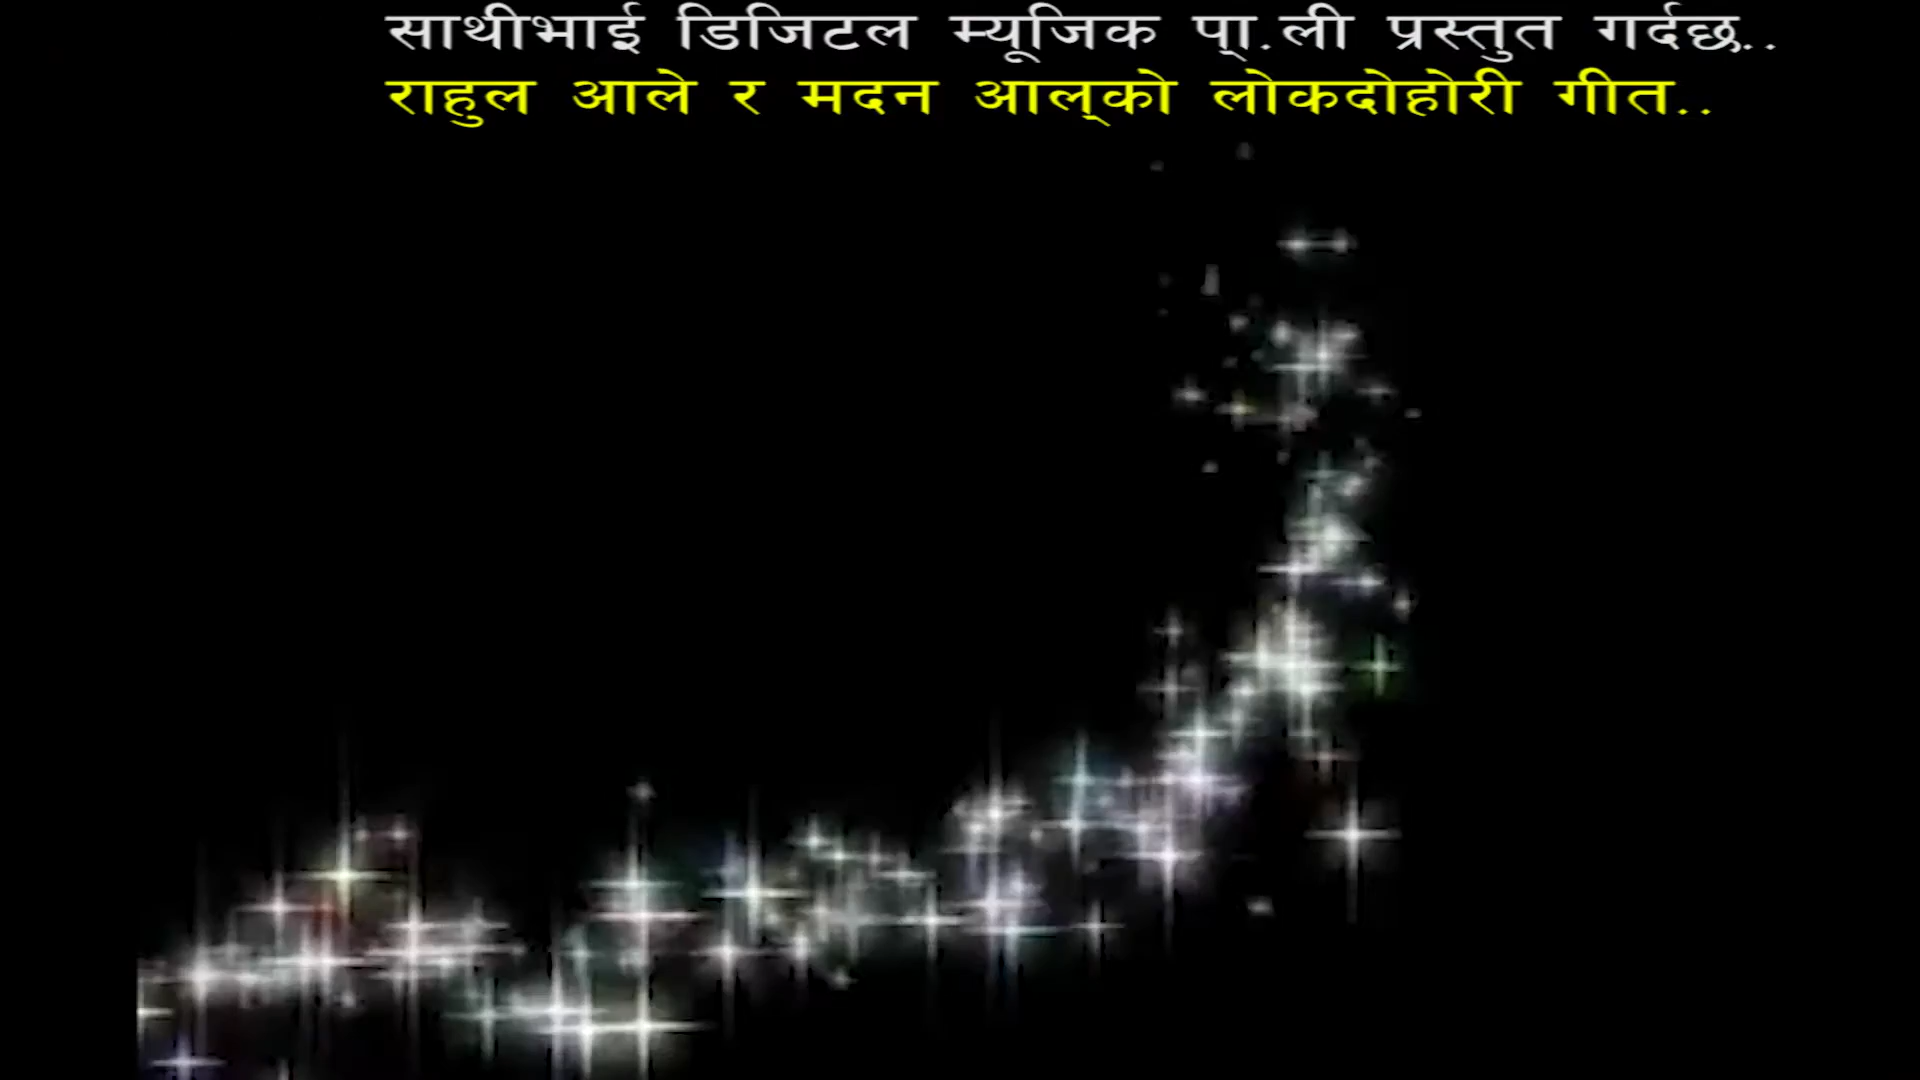 साथीभाई डिजिटल म्यूजिक पा्.ली प्रस्तुत गर्दछ..
राहुल आले र मदन आल्को लोकदोहोरी गीत..